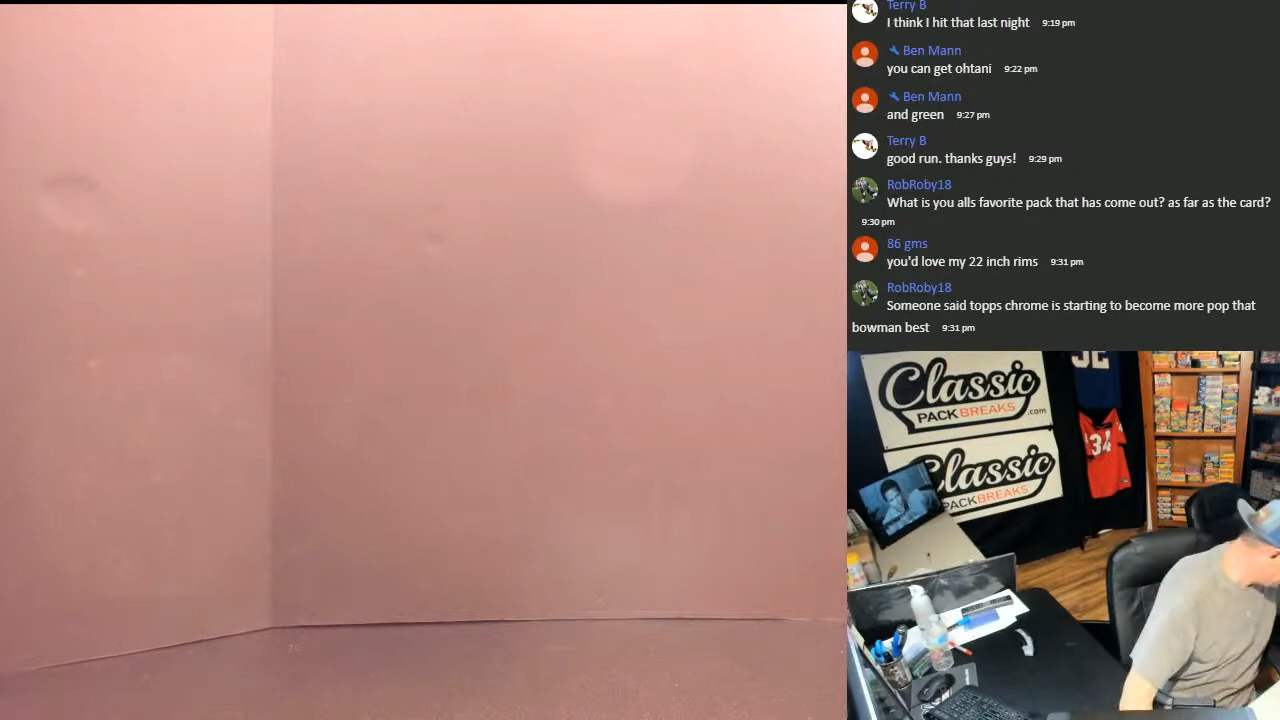 Terry B
I think I hit that last night 9:19 pm
Ben Mann
you can get ohtani 9:22 pm
Ben Mann
and green 9:27 pm
Terry B
good run. thanks guys! 9:29 pm
RobRoby18
What is you alls favorite pack that has come out? as far as the card?
9:30 pm
86 gms
you'd love my 22 inch rims 9:31 pm
RobRoby18
Someone said topps chrome is starting to become more pop that
bowman best 9:31 pm
Classic
PACKBREAKS.com
Classic
PACKBREAKS
34